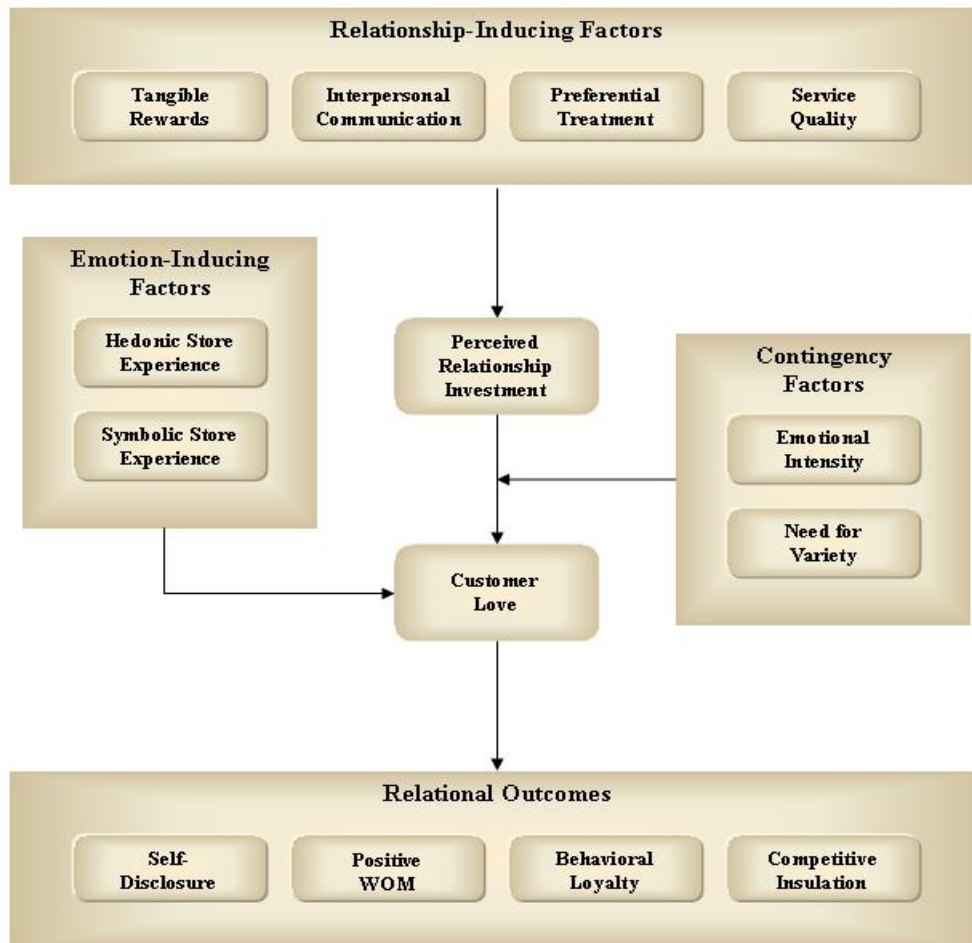 Relationship-Inducing Factors
Tangible
Rewards
Interpersonal
Communication
Preferential
Treatment
Service
Quality
Emotion-Inducing
Factors
Hedonic Store
Experience
Symbolic Store
Experience
Perceived
Relationship
Investment
Contingency
Factors
Emotional
Intensity
Need for
Variety
Customer
Love
Relational Outcomes
Self-
Disclosure
Positive
WOM
Behavioral
Loyalty
Competitive
Insulation